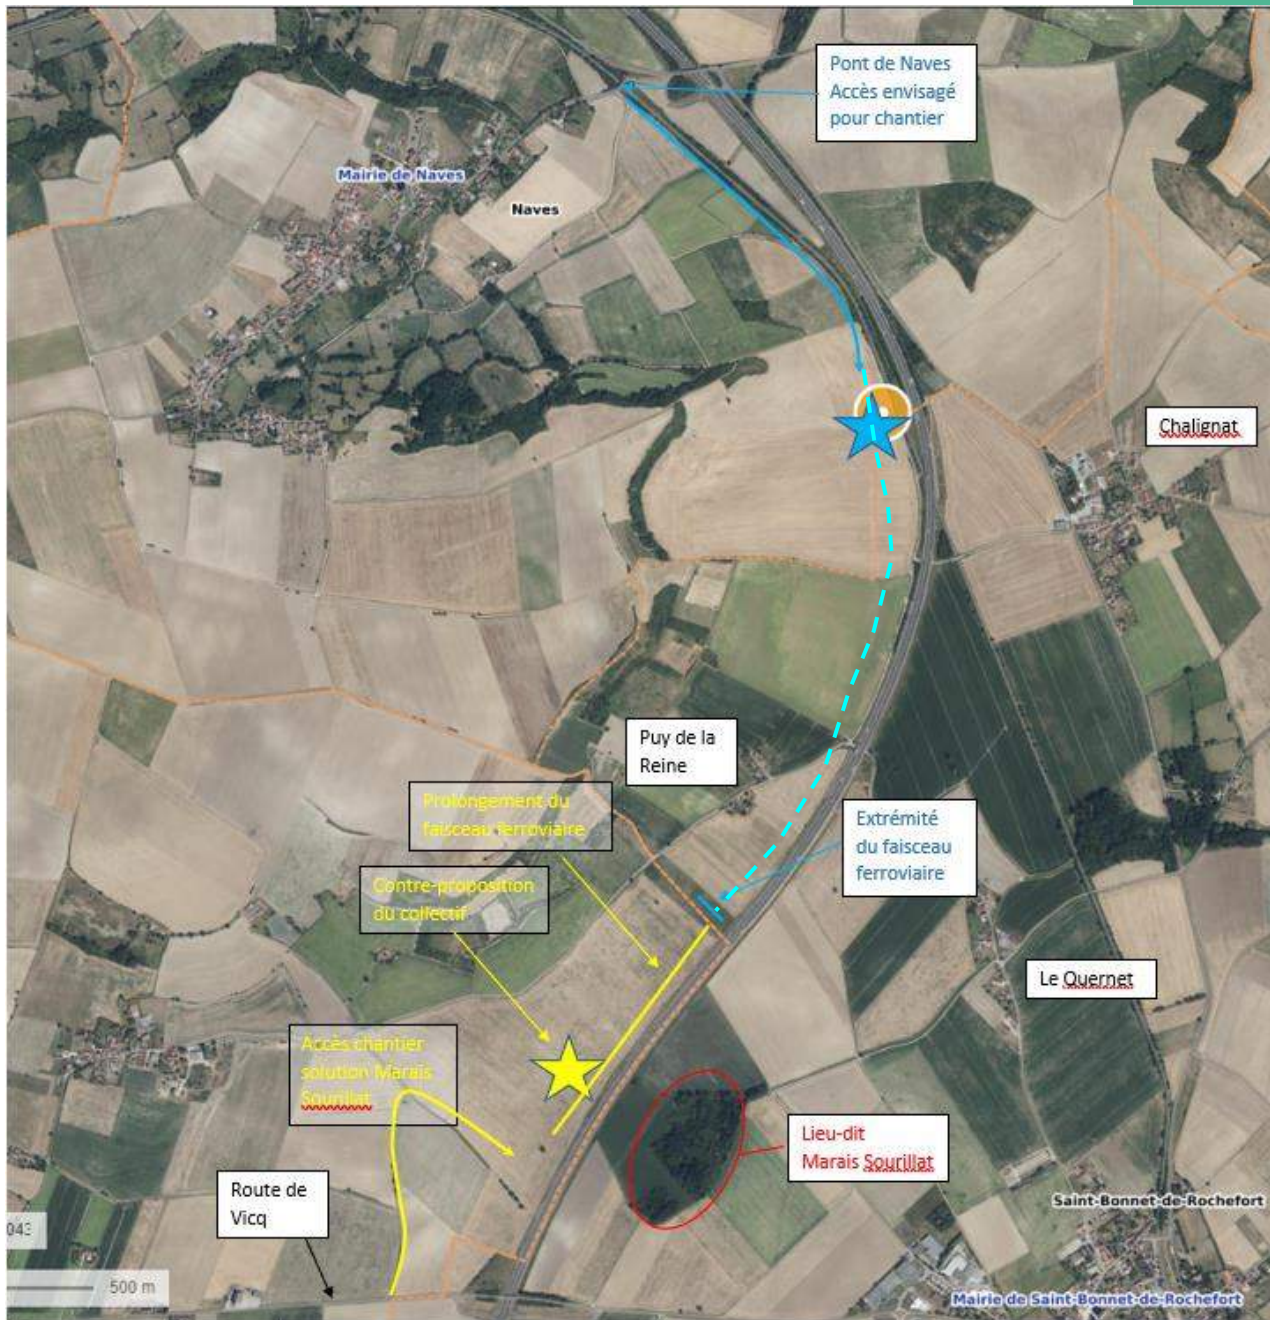 Pont de Naves
Accès envisagé
pour chantier
Mairie de Naves
Naves
Chalignat
Puy de la
Reine
Prolongement du
faisceau ferroviaire
Extrémité
du faisceau
ferroviaire
Contre-proposition
du collectif
Le Quernet
Accès chantier
solution Marais
Sourillat
Lieu-dit
Marais Sourillat
Route de
Vicq
Saint-Bonnet-de-Rochefort
043
500 m
Mairie de Saint-Bonnet-de-Rochefort